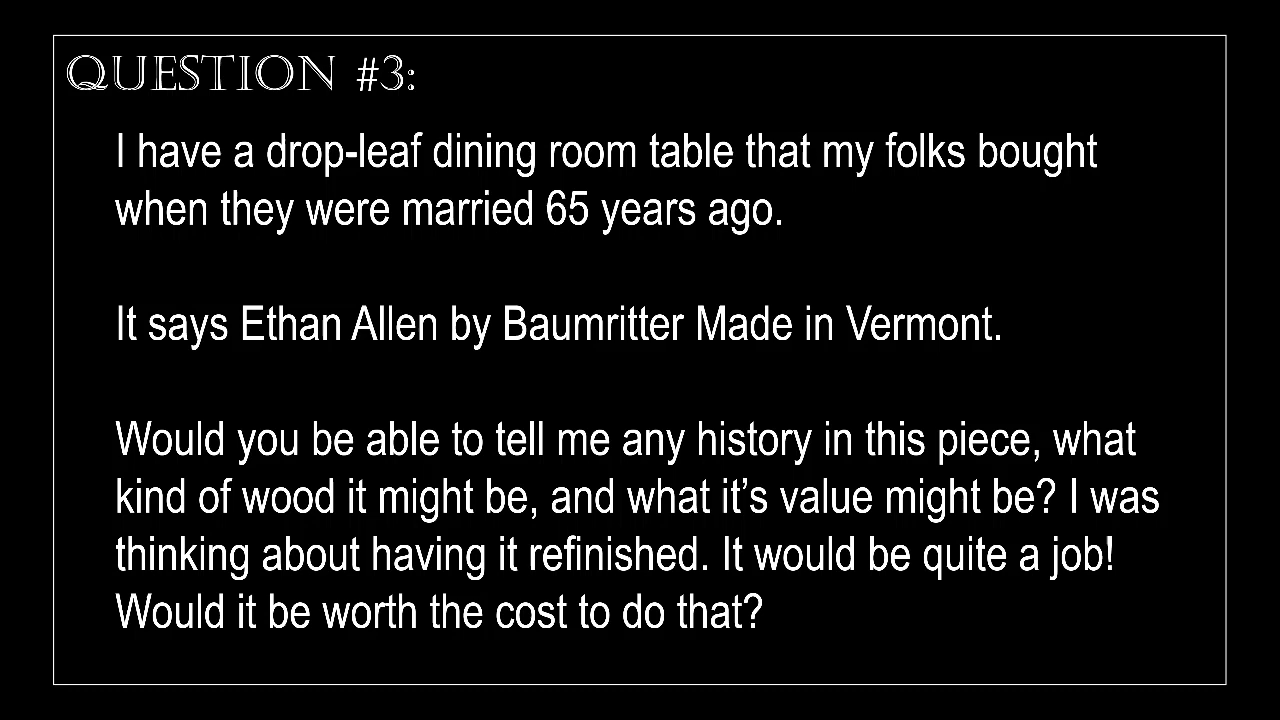 QUESTION #3:
I have a drop-leaf dining room table that my folks bought
when they were married 65 years ago.
It says Ethan Allen by Baumritter Made in Vermont.
Would you be able to tell me any history in this piece, what
kind of wood it might be, and what it’s value might be? I was
thinking about having it refinished. It would be quite a job!
Would it be worth the cost to do that?